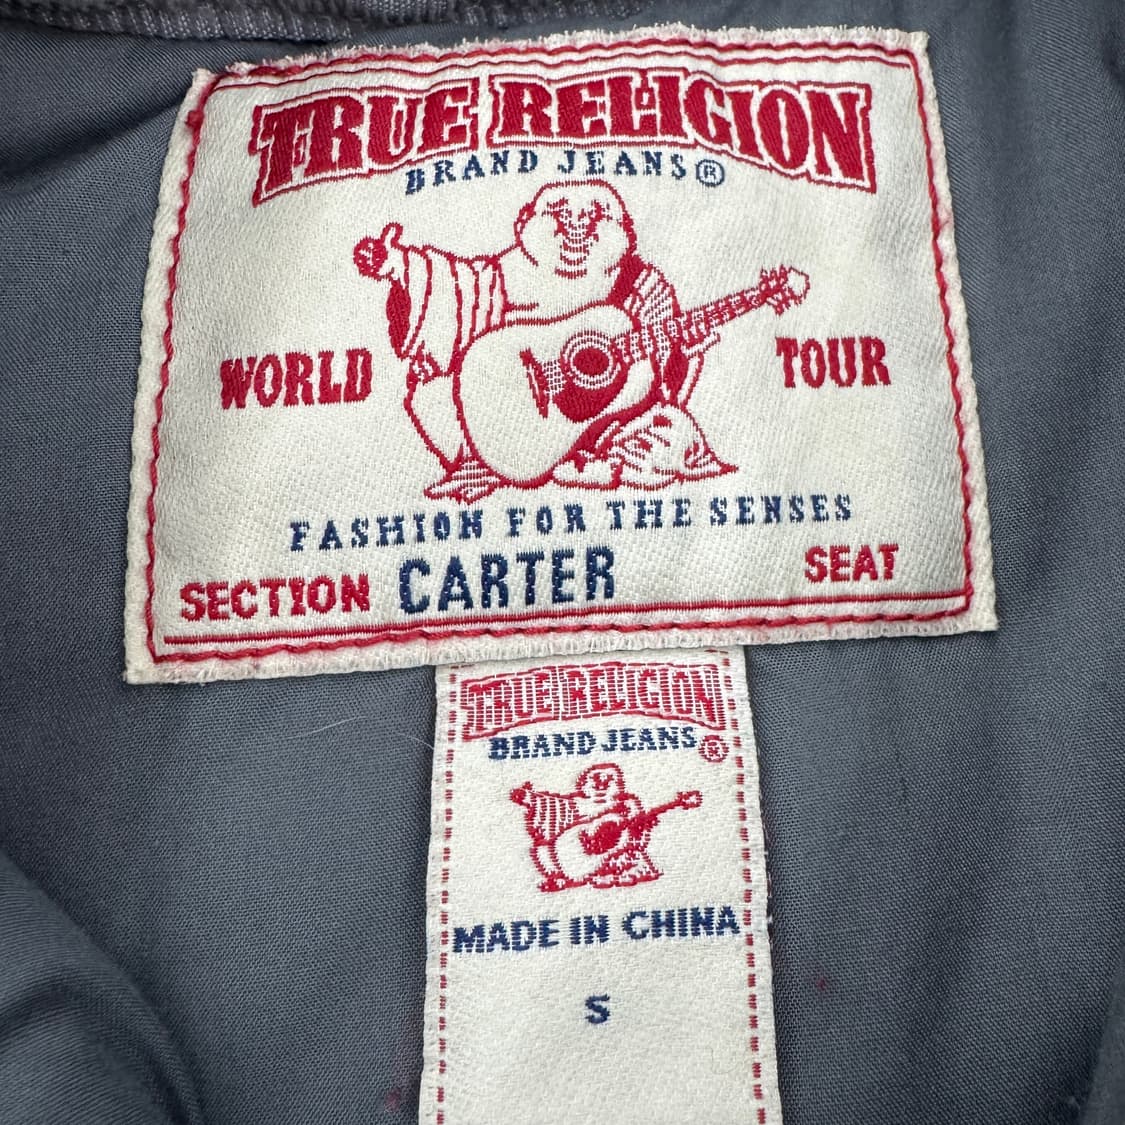 TRUE RELIGION
BRAND JEANS®
WORLD TOUR
FASHION FOR THE SENSES
SECTION CARTER SEAT
TRUE RELIGION
BRAND JEANS®
MADE IN CHINA
S